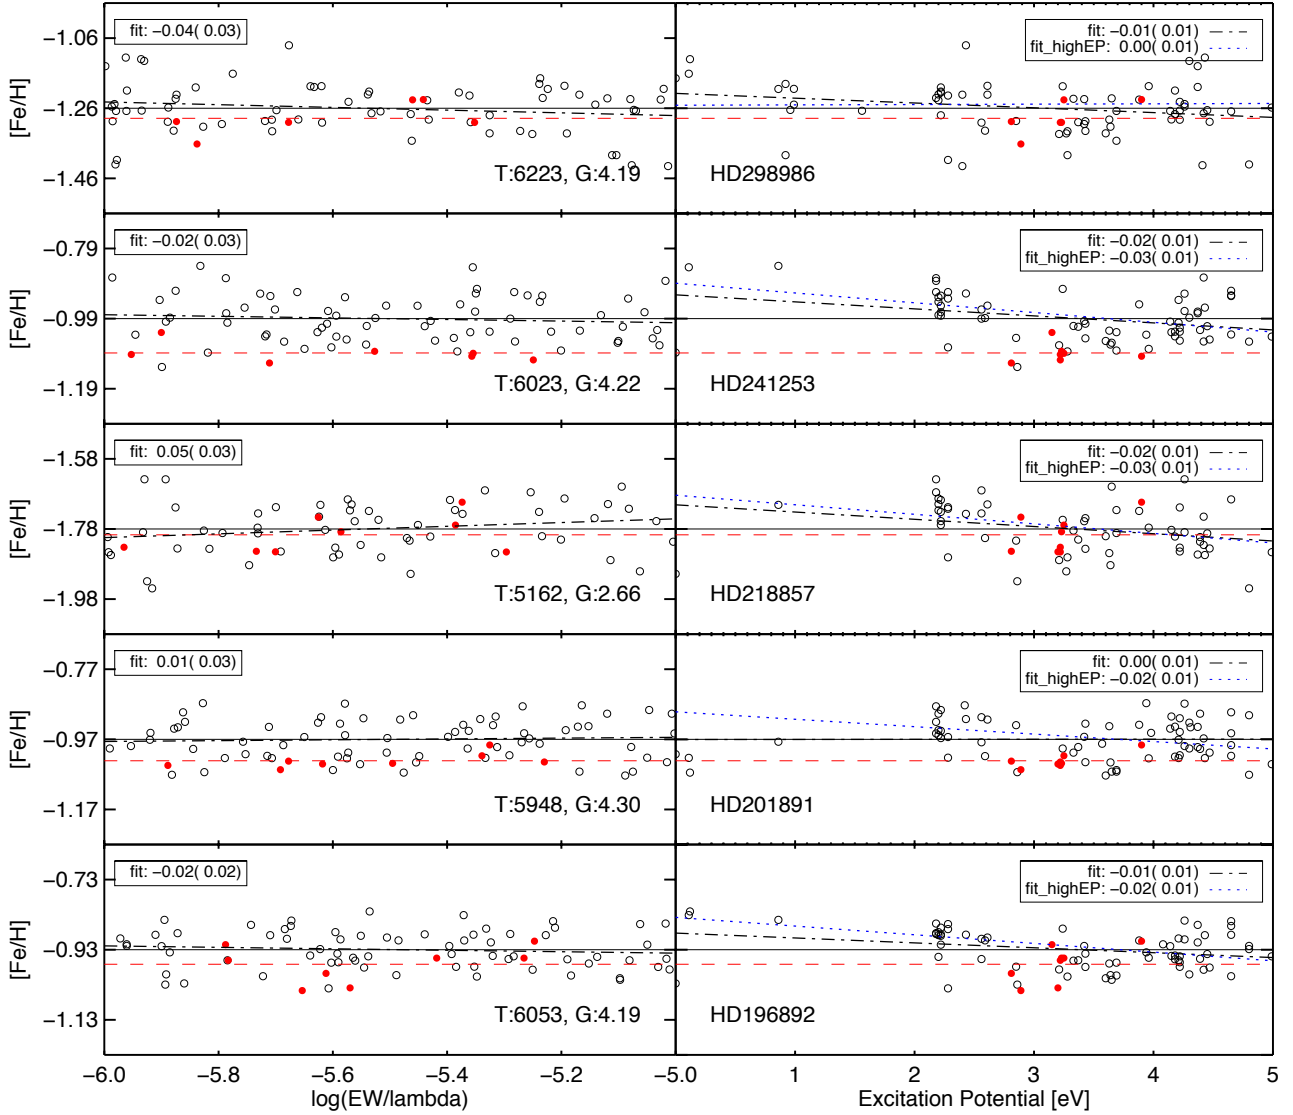 fit: −0.04( 0.03)
fit: −0.01( 0.01)
fit_highEP: 0.00( 0.01)
−1.06
−1.26
−1.46
[Fe/H]
T:6223, G:4.19
HD298986
fit: −0.02( 0.03)
fit: −0.02( 0.01)
fit_highEP: −0.03( 0.01)
−0.79
−0.99
−1.19
[Fe/H]
T:6023, G:4.22
HD241253
fit: 0.05( 0.03)
fit: −0.02( 0.01)
fit_highEP: −0.03( 0.01)
−1.58
−1.78
−1.98
[Fe/H]
T:5162, G:2.66
HD218857
fit: 0.01( 0.03)
fit: 0.00( 0.01)
fit_highEP: −0.02( 0.01)
−0.77
−0.97
−1.17
[Fe/H]
T:5948, G:4.30
HD201891
fit: −0.02( 0.02)
fit: −0.01( 0.01)
fit_highEP: −0.02( 0.01)
−0.73
−0.93
−1.13
[Fe/H]
T:6053, G:4.19
HD196892
−6.0 −5.8 −5.6 −5.4 −5.2 −5.0 1 2 3 4 5
log(EW/lambda)
Excitation Potential [eV]